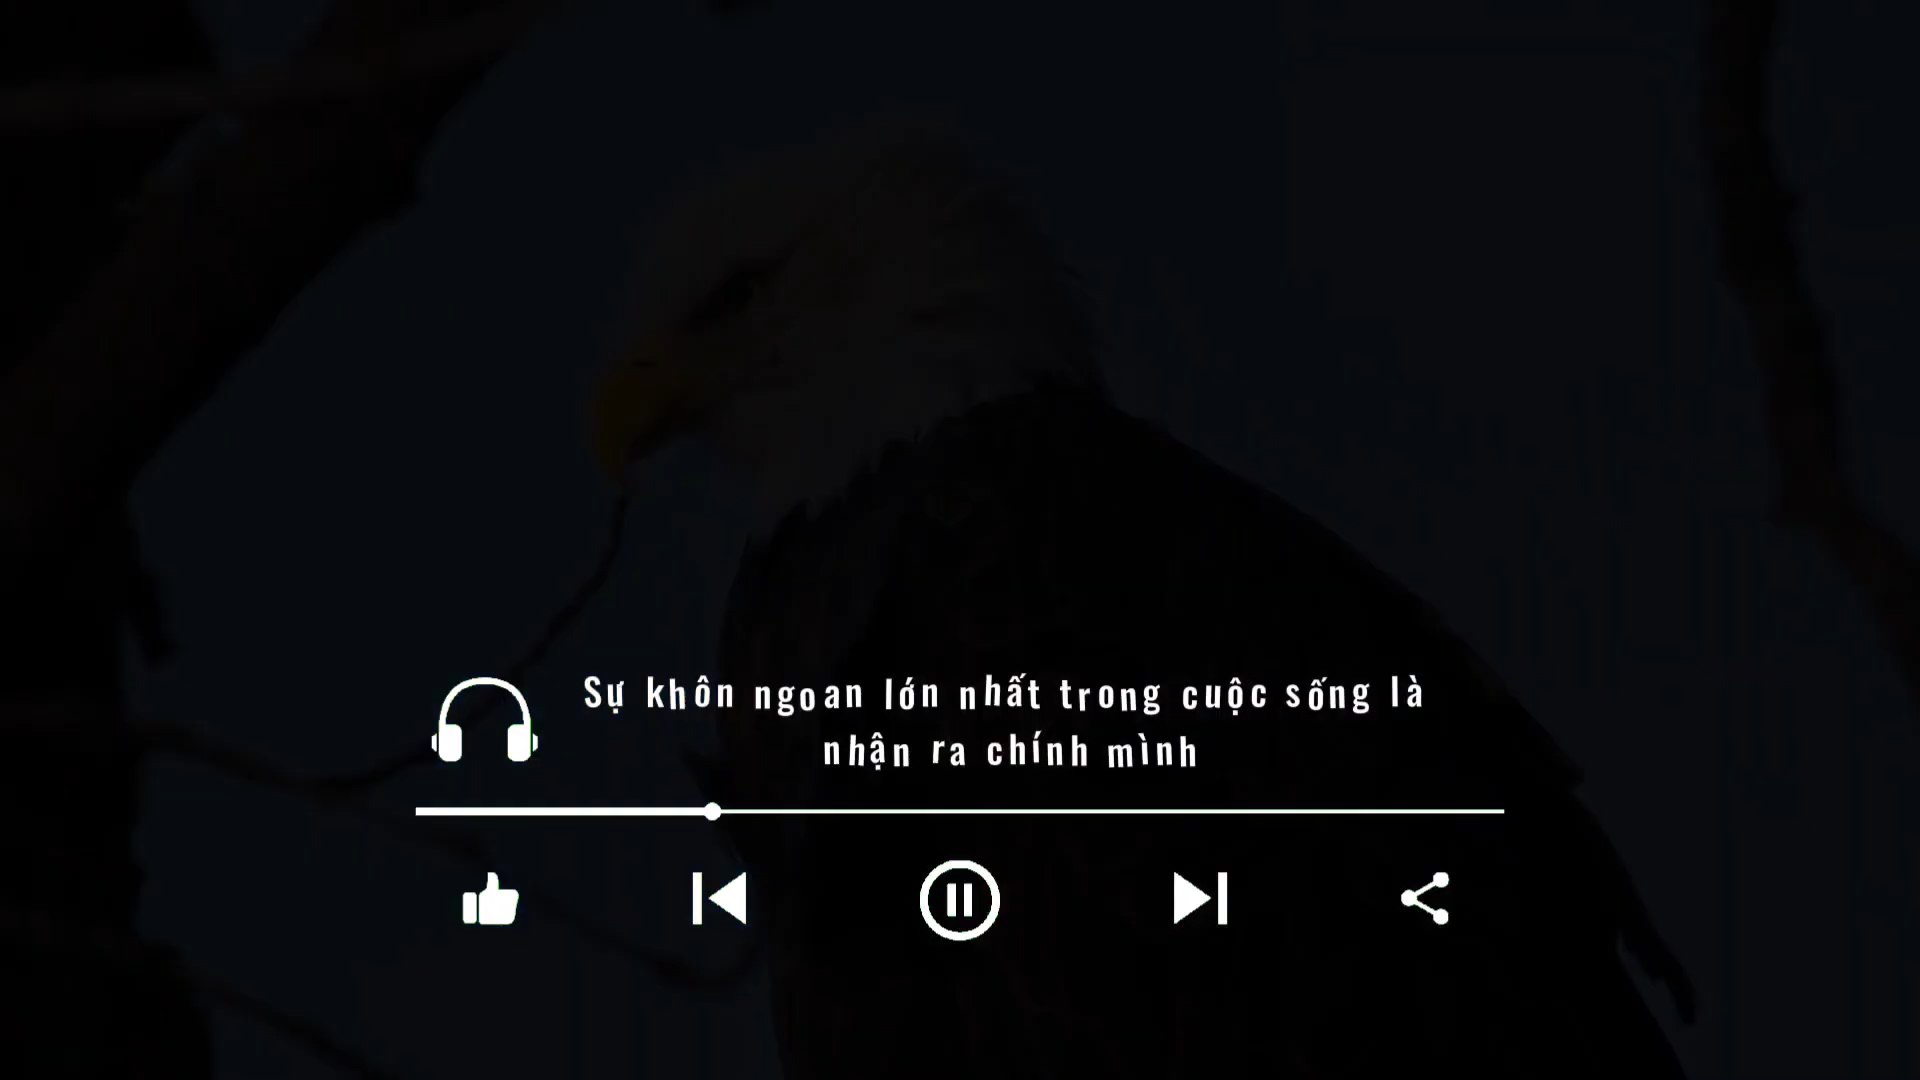 Sự khôn ngoan lớn nhất trong cuộc sống là
nhận ra chính mình